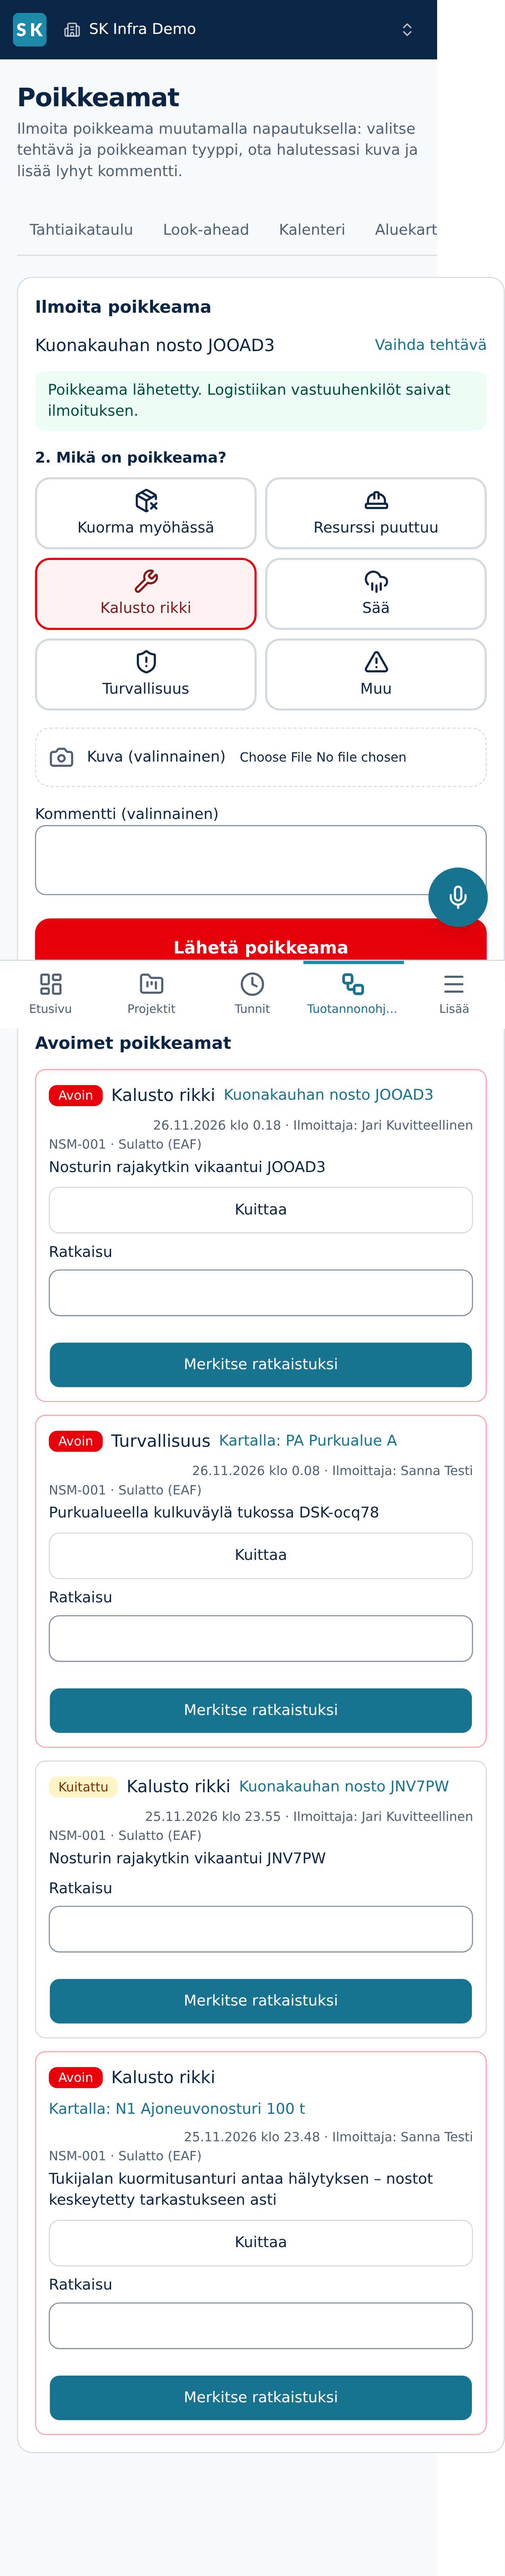 SK SK Infra Demo
Poikkeamat
Ilmoita poikkeama muutamalla napautuksella: valitse
tehtävä ja poikkeaman tyyppi, ota halutessasi kuva ja
lisää lyhyt kommentti.
Tahtiaikataulu Look-ahead Kalenteri Aluekart
Ilmoita poikkeama
Kuonakauhan nosto JOOAD3 Vaihda tehtävä
Poikkeama lähetetty. Logistiikan vastuuhenkilöt saivat
ilmoituksen.
2. Mikä on poikkeama?
Kuorma myöhässä Resurssi puuttuu
Kalusto rikki Sää
Turvallisuus Muu
Kuva (valinnainen) Choose File No file chosen
Kommentti (valinnainen)
Lähetä poikkeama
Etusivu Projektit Tunnit Tuotannonohj… Lisää
Avoimet poikkeamat
Avoin Kalusto rikki Kuonakauhan nosto JOOAD3
26.11.2026 klo 0.18 · Ilmoittaja: Jari Kuvitteellinen
NSM-001 · Sulatto (EAF)
Nosturin rajakytkin vikaantui JOOAD3
Kuittaa
Ratkaisu
Merkitse ratkaistuksi
Avoin Turvallisuus Kartalla: PA Purkualue A
26.11.2026 klo 0.08 · Ilmoittaja: Sanna Testi
NSM-001 · Sulatto (EAF)
Purkualueella kulkuväylä tukossa DSK-ocq78
Kuittaa
Ratkaisu
Merkitse ratkaistuksi
Kuitattu Kalusto rikki Kuonakauhan nosto JNV7PW
25.11.2026 klo 23.55 · Ilmoittaja: Jari Kuvitteellinen
NSM-001 · Sulatto (EAF)
Nosturin rajakytkin vikaantui JNV7PW
Ratkaisu
Merkitse ratkaistuksi
Avoin Kalusto rikki
Kartalla: N1 Ajoneuvonosturi 100 t
25.11.2026 klo 23.48 · Ilmoittaja: Sanna Testi
NSM-001 · Sulatto (EAF)
Tukijalan kuormitusanturi antaa hälytyksen – nostot
keskeytetty tarkastukseen asti
Kuittaa
Ratkaisu
Merkitse ratkaistuksi